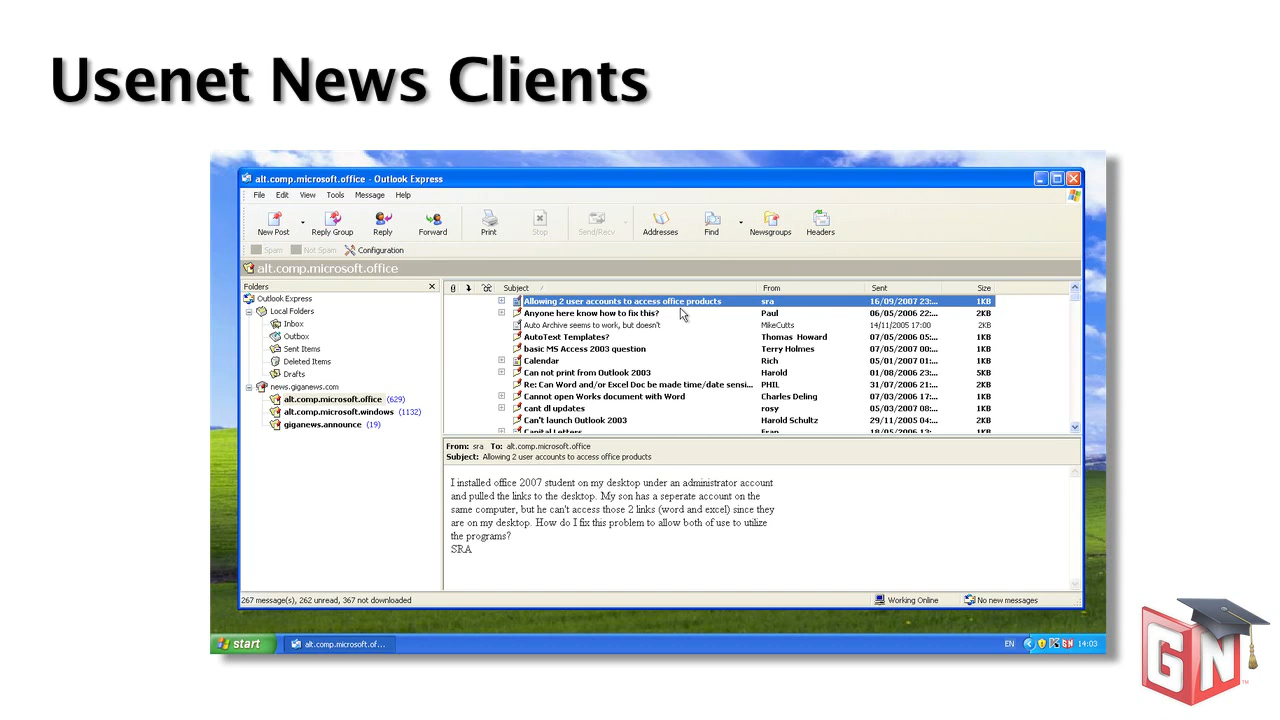 Usenet News Clients
alt.comp.microsoft.office - Outlook Express
File Edit View Tools Message Help
New Post Reply Group Reply Forward Print Stop Send/Recv Addresses Find Newsgroups Headers
Spam Not Spam Configuration
alt.comp.microsoft.office
Folders
Outlook Express
Local Folders
Inbox
Outbox
Sent Items
Deleted Items
Drafts
news.giganews.com
alt.comp.microsoft.office (629)
alt.comp.microsoft.windows (1132)
giganews.announce (19)
Subject From Sent Size
Allowing 2 user accounts to access office products sra 16/09/2007 23:... 1KB
Anyone here know how to fix this? Paul 06/05/2006 22:... 2KB
Auto Archive seems to work, but doesn't MikeCutts 14/11/2005 17:00 2KB
AutoText Templates? Thomas Howard 07/06/2006 05:... 1KB
basic MS Access 2003 question Terry Holmes 07/05/2007 00:... 1KB
Calendar Rich 05/01/2007 01:... 1KB
Can not print from Outlook 2003 Harold 01/08/2006 23:... 5KB
Re: Can Word and/or Excel Doc be made time/date sensi... PHIL 31/07/2006 21:... 2KB
Cannot open Works document with Word Charles Deling 07/03/2006 17:... 1KB
cant dl updates rosy 05/03/2007 08:... 1KB
Can't launch Outlook 2003 Harold Schultz 29/11/2005 04:... 2KB
Capital Letters Fran 18/05/2006 13:... 1KB
From: sra To: alt.comp.microsoft.office
Subject: Allowing 2 user accounts to access office products
I installed office 2007 student on my desktop under an administrator account
and pulled the links to the desktop. My son has a seperate account on the
same computer, but he can't access those 2 links (word and excel) since they
are on my desktop. How do I fix this problem to allow both of use to utilize
the programs?
SRA
267 message(s), 262 unread, 367 not downloaded Working Online No new messages
start alt.comp.microsoft.of... EN GN 14:03
GN
TM